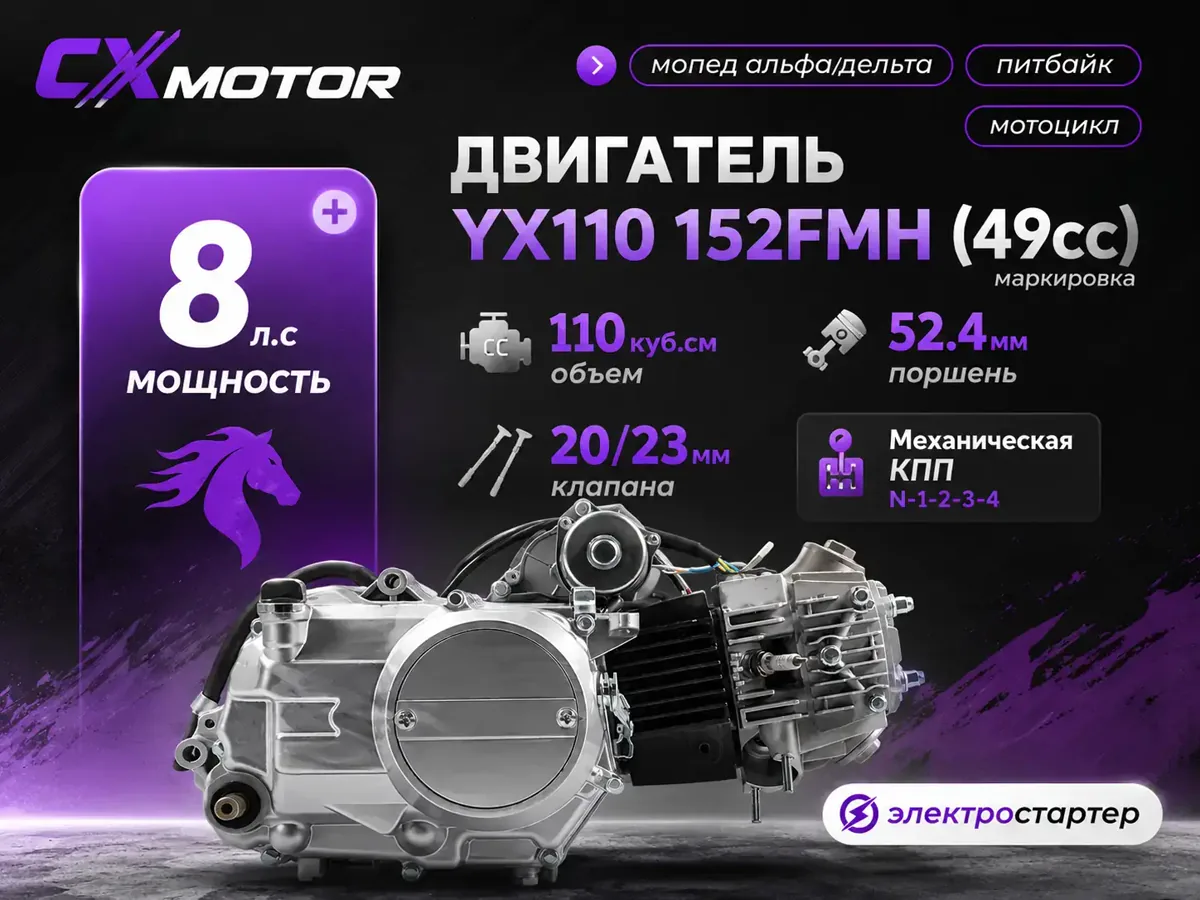 CXMOTOR
мопед альфа/дельта
питбайк
мотоцикл
ДВИГАТЕЛЬ
YX110 152FMH (49cc)
маркировка
8 л.с
мощность
CC
110 куб.см
объем
52.4 мм
поршень
20/23 мм
клапана
Механическая
КПП
N-1-2-3-4
электростартер